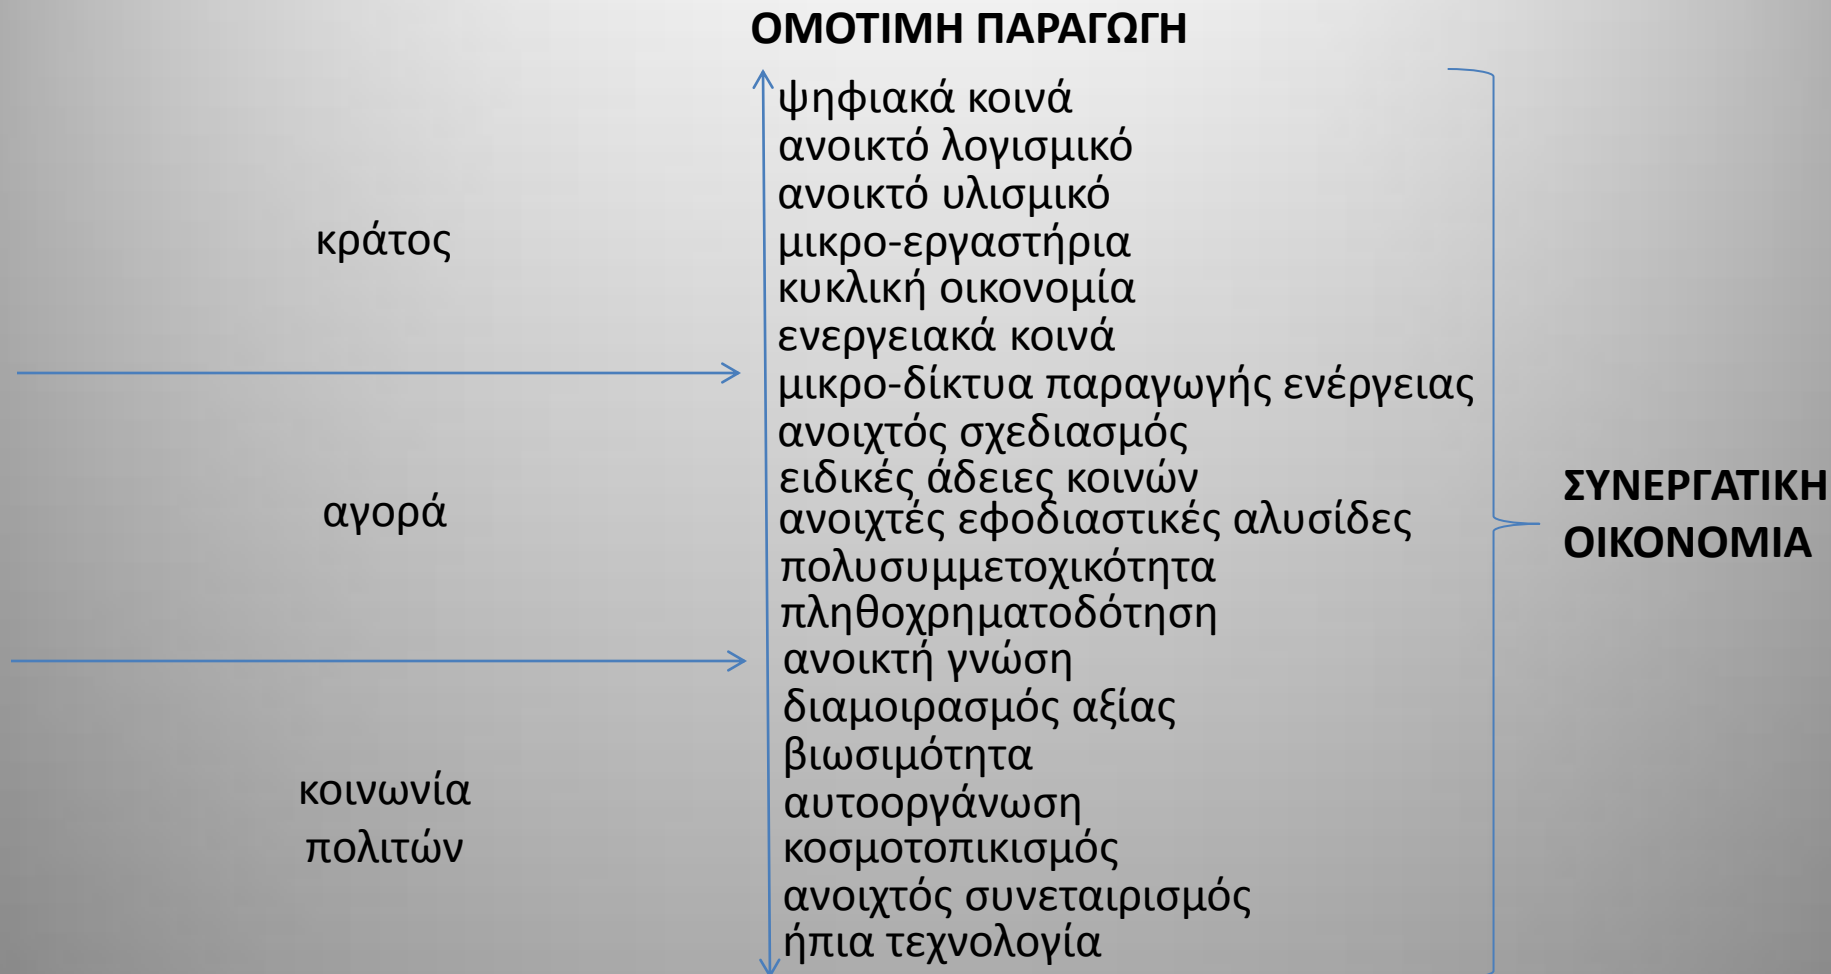 ΟΜΟΤΙΜΗ ΠΑΡΑΓΩΓΗ
κράτος
αγορά
κοινωνία
πολιτών
ψηφιακά κοινά
ανοικτό λογισμικό
ανοικτό υλισμικό
μικρο-εργαστήρια
κυκλική οικονομία
ενεργειακά κοινά
μικρο-δίκτυα παραγωγής ενέργειας
ανοιχτός σχεδιασμός
ειδικές άδειες κοινών
ανοιχτές εφοδιαστικές αλυσίδες
πολυσυμμετοχικότητα
πληθοχρηματοδότηση
ανοικτή γνώση
διαμοιρασμός αξίας
βιωσιμότητα
αυτοοργάνωση
κοσμοτοπικισμός
ανοιχτός συνεταιρισμός
ήπια τεχνολογία
ΣΥΝΕΡΓΑΤΙΚΗ
ΟΙΚΟΝΟΜΙΑ